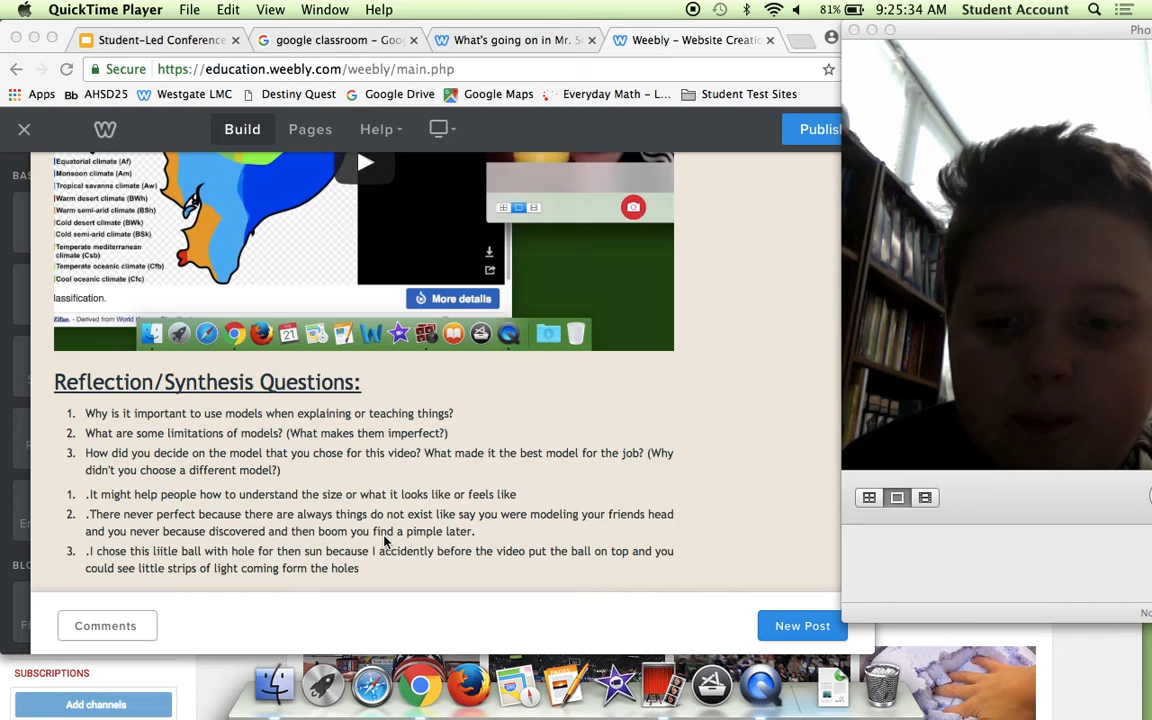 QuickTime Player File Edit View Window Help 81% 9:25:34 AM Student Account
Student-Led Conference google classroom – Goo What's going on in Mr. S Weebly – Website Creatio Pho
Secure https://education.weebly.com/weebly/main.php
Apps Bb AHSD25 Westgate LMC Destiny Quest Google Drive Google Maps Everyday Math – L... Student Test Sites
Build Pages Help Publish
BAS
Equatorial climate (Af)
Monsoon climate (Am)
Tropical savanna climate (Aw)
Warm desert climate (BWh)
Warm semi-arid climate (BSh)
Cold desert climate (BWk)
Cold semi-arid climate (BSk)
Temperate mediterranean
climate (Csb)
Temperate oceanic climate (Cfb)
Cool oceanic climate (Cfc)
lassification.
More details
- Derived from World
Reflection/Synthesis Questions:
1. Why is it important to use models when explaining or teaching things?
2. What are some limitations of models? (What makes them imperfect?)
3. How did you decide on the model that you chose for this video? What made it the best model for the job? (Why
didn't you choose a different model?)
1. .It might help people how to understand the size or what it looks like or feels like
2. .There never perfect because there are always things do not exist like say you were modeling your friends head
and you never because discovered and then boom you find a pimple later.
3. .I chose this liitle ball with hole for then sun because I accidently before the video put the ball on top and you
could see little strips of light coming form the holes
BLO
Comments New Post
No
SUBSCRIPTIONS
Add channels